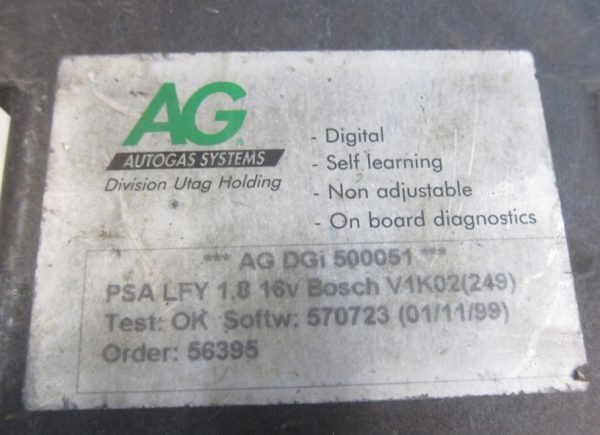 AG®
AUTOGAS SYSTEMS
Division Utag Holding
- Digital
- Self learning
- Non adjustable
- On board diagnostics
*** AG DGi 500051 **
PSA LFY 1.8 16v Bosch V1K02(249)
Test: OK Softw: 570723 (01/11/99)
Order: 56395